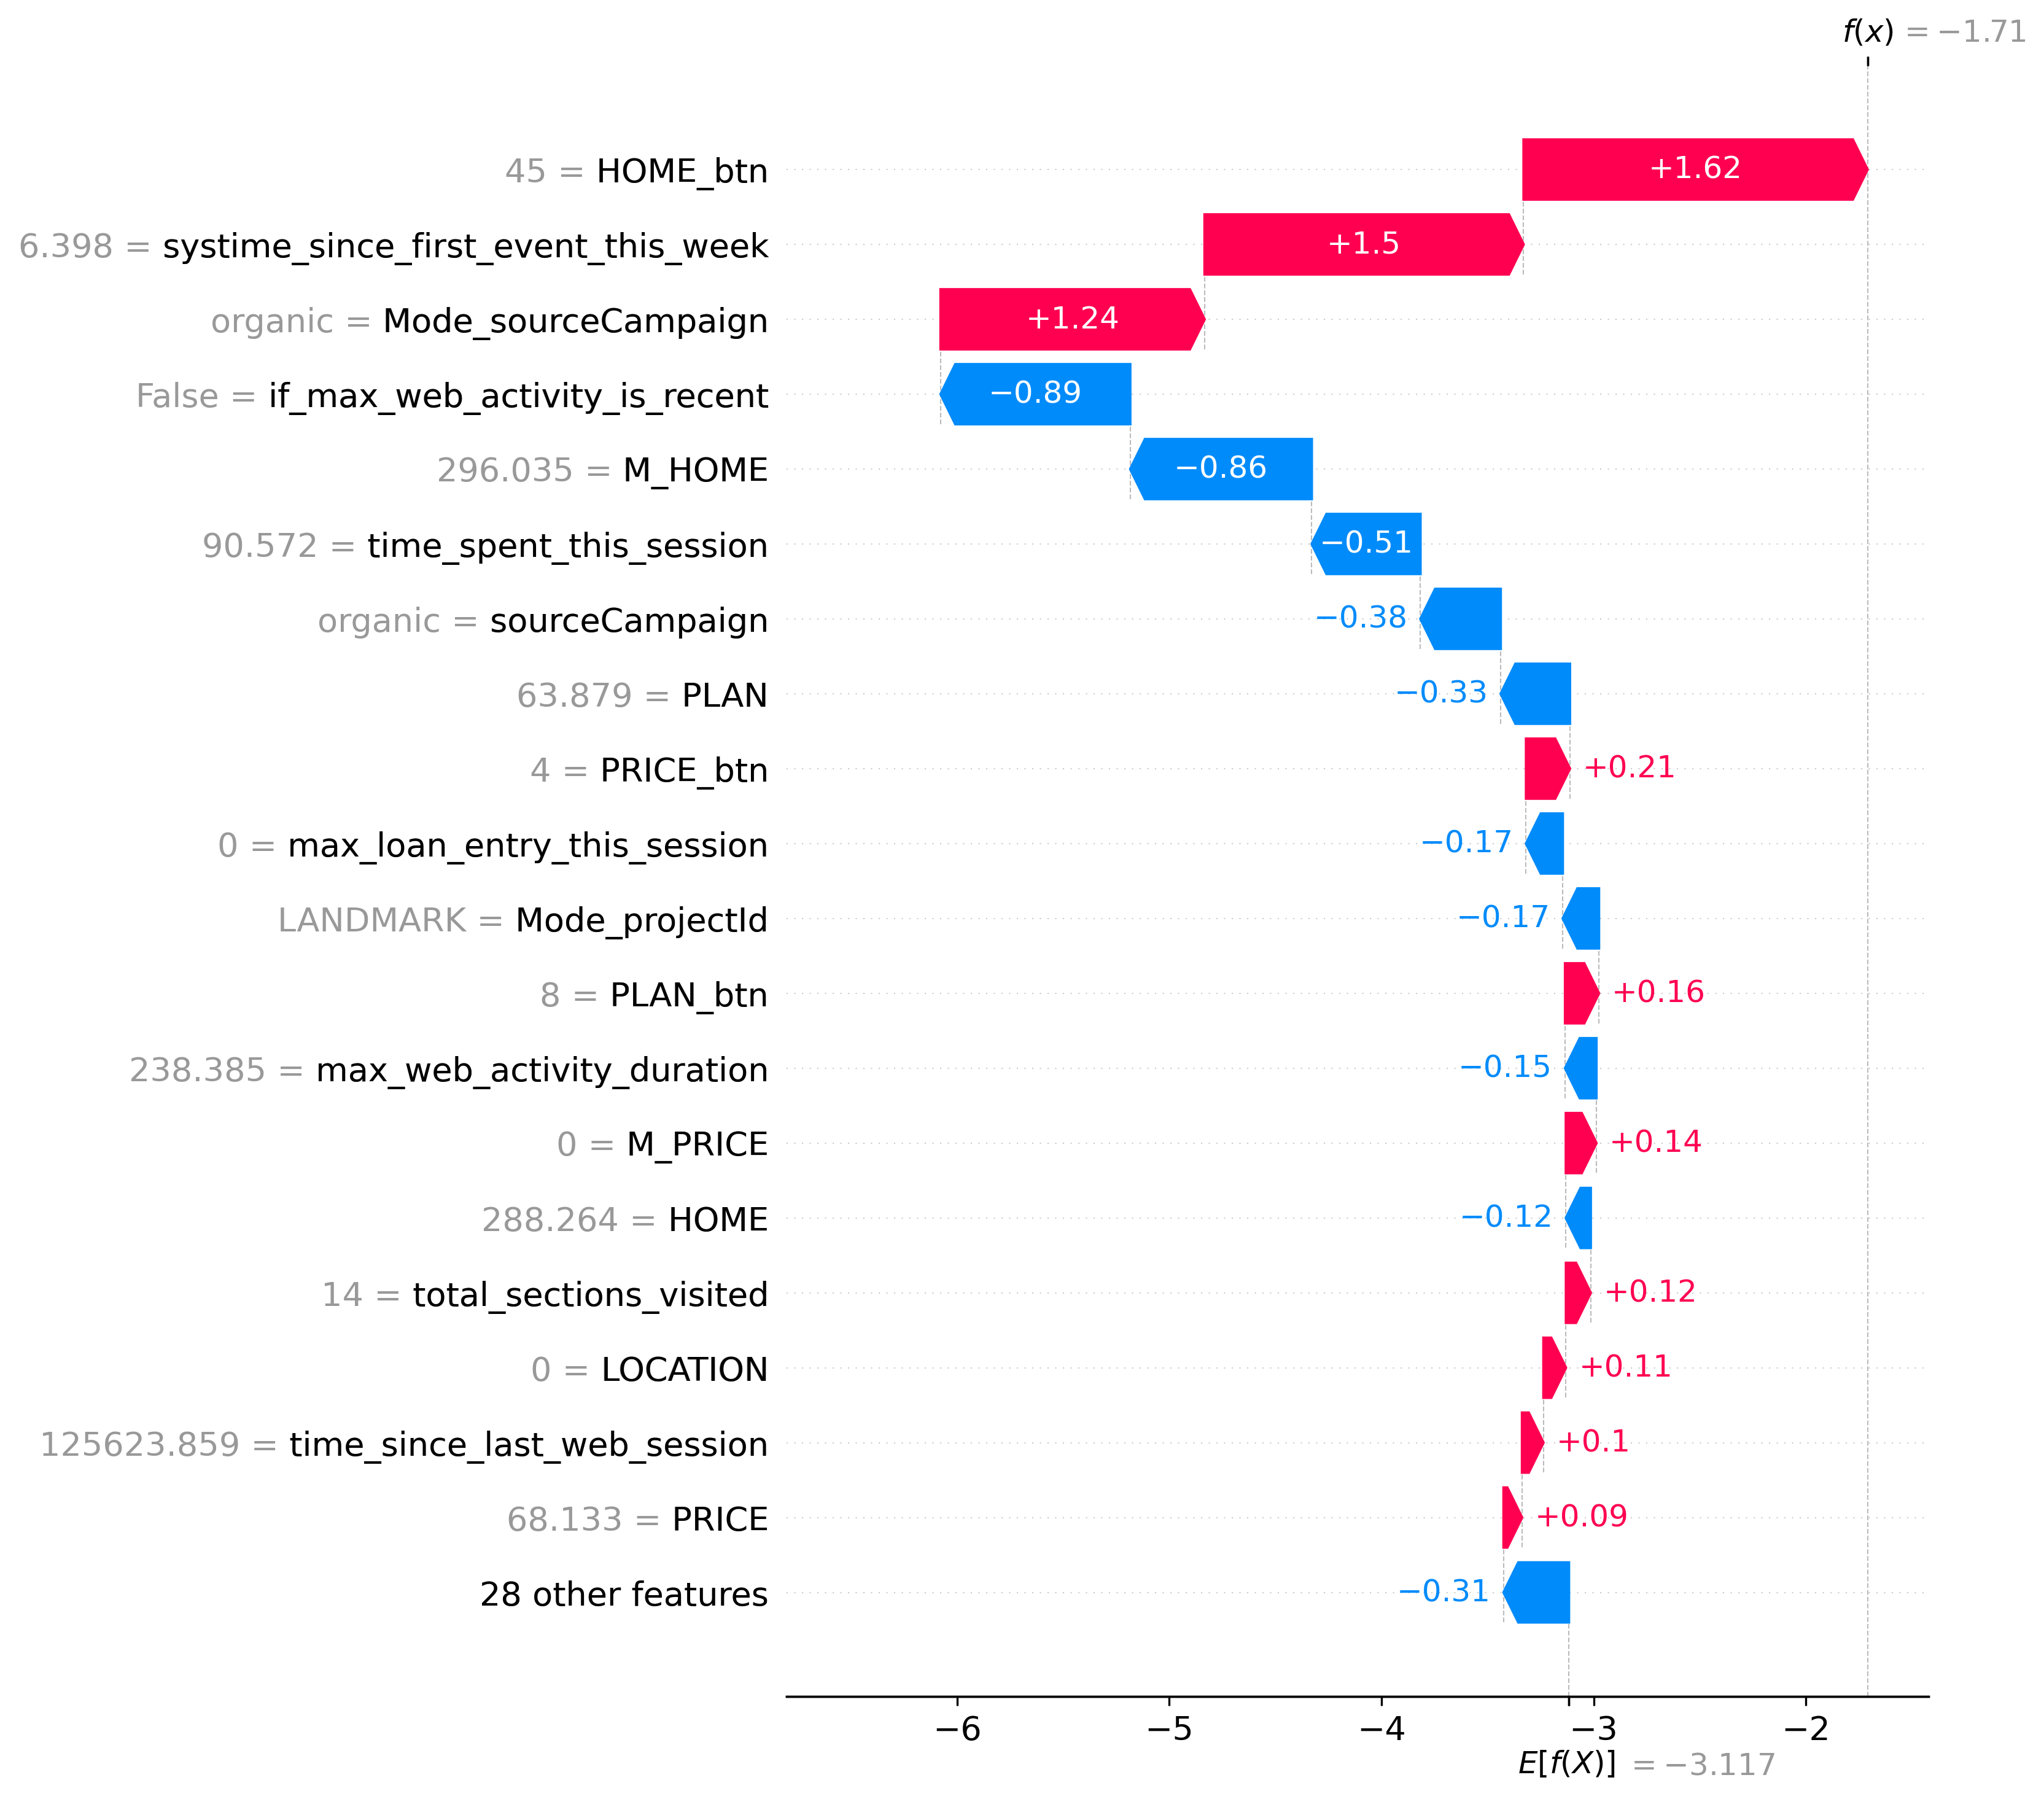 f(x) = −1.71
45 = HOME_btn +1.62
6.398 = systime_since_first_event_this_week +1.5
organic = Mode_sourceCampaign +1.24
False = if_max_web_activity_is_recent −0.89
296.035 = M_HOME −0.86
90.572 = time_spent_this_session −0.51
organic = sourceCampaign −0.38
63.879 = PLAN −0.33
4 = PRICE_btn +0.21
0 = max_loan_entry_this_session −0.17
LANDMARK = Mode_projectId −0.17
8 = PLAN_btn +0.16
238.385 = max_web_activity_duration −0.15
0 = M_PRICE +0.14
288.264 = HOME −0.12
14 = total_sections_visited +0.12
0 = LOCATION +0.11
125623.859 = time_since_last_web_session +0.1
68.133 = PRICE +0.09
28 other features −0.31
−6 −5 −4 −3 −2
E[f(X)] = −3.117